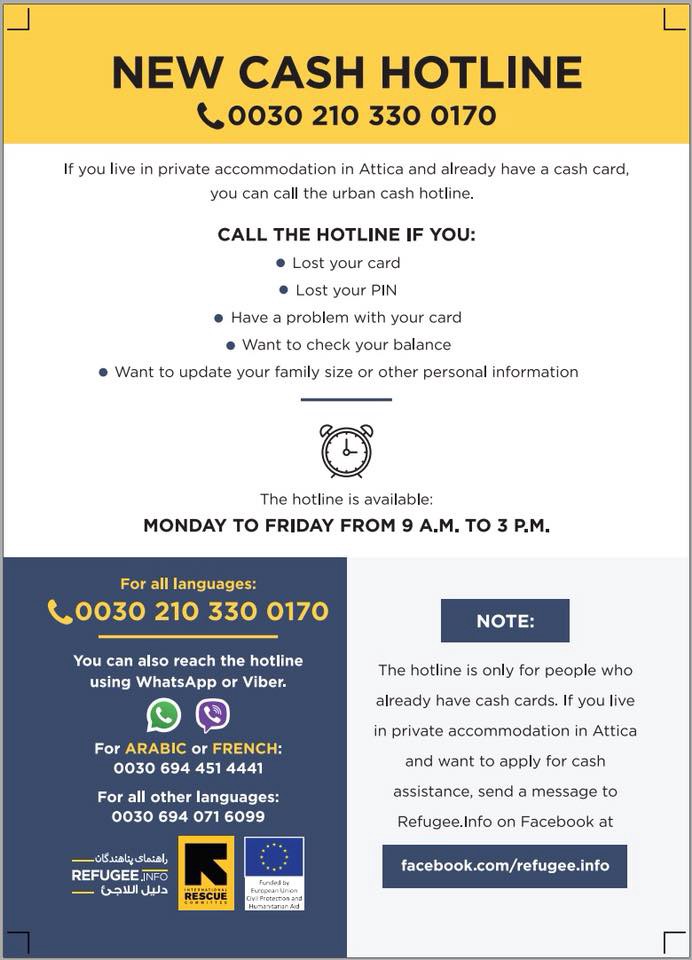 NEW CASH HOTLINE
0030 210 330 0170
If you live in private accommodation in Attica and already have a cash card,
you can call the urban cash hotline.
CALL THE HOTLINE IF YOU:
Lost your card
Lost your PIN
Have a problem with your card
Want to check your balance
Want to update your family size or other personal information
The hotline is available:
MONDAY TO FRIDAY FROM 9 A.M. TO 3 P.M.
For all languages:
0030 210 330 0170
You can also reach the hotline
using WhatsApp or Viber.
For ARABIC or FRENCH:
0030 694 451 4441
For all other languages:
0030 694 071 6099
راهنمای پناهندگان
REFUGEE.INFO
دليل اللاجئ
INTERNATIONAL
RESCUE
COMMITTEE
Funded by
European Union
Civil Protection and
Humanitarian Aid
NOTE:
The hotline is only for people who
already have cash cards. If you live
in private accommodation in Attica
and want to apply for cash
assistance, send a message to
Refugee.Info on Facebook at
facebook.com/refugee.info